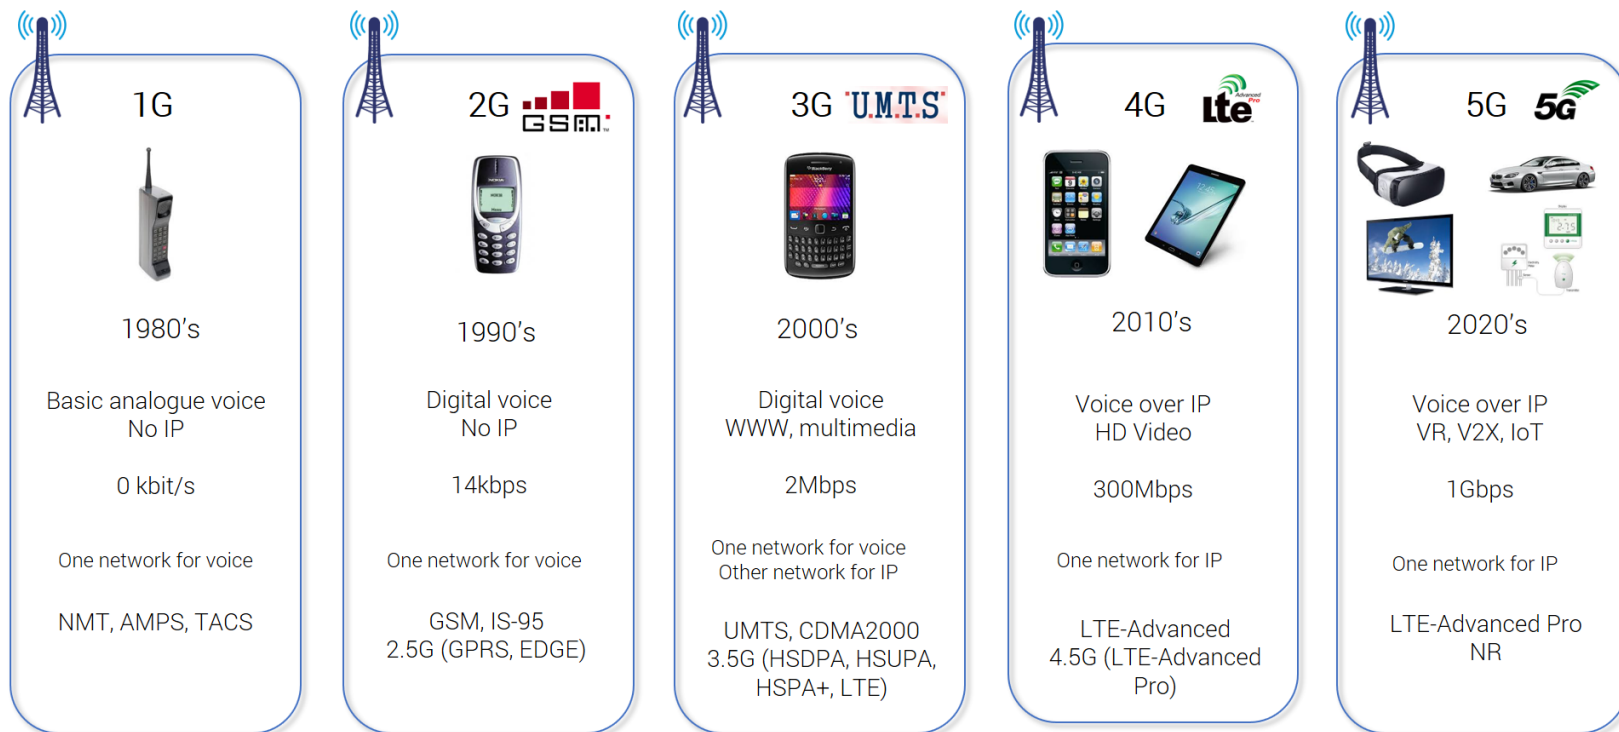 1G
1980's
Basic analogue voice
No IP
0 kbit/s
One network for voice
NMT, AMPS, TACS
2G
GSM
NOKIA
1990's
Digital voice
No IP
14kbps
One network for voice
GSM, IS-95
2.5G (GPRS, EDGE)
3G
U.M.T.S
BlackBerry
2000's
Digital voice
WWW, multimedia
2Mbps
One network for voice
Other network for IP
UMTS, CDMA2000
3.5G (HSDPA, HSUPA,
HSPA+, LTE)
4G
Lte
Advanced
Pro
2010's
Voice over IP
HD Video
300Mbps
One network for IP
LTE-Advanced
4.5G (LTE-Advanced
Pro)
5G
5G
2020's
Voice over IP
VR, V2X, IoT
1Gbps
One network for IP
LTE-Advanced Pro
NR